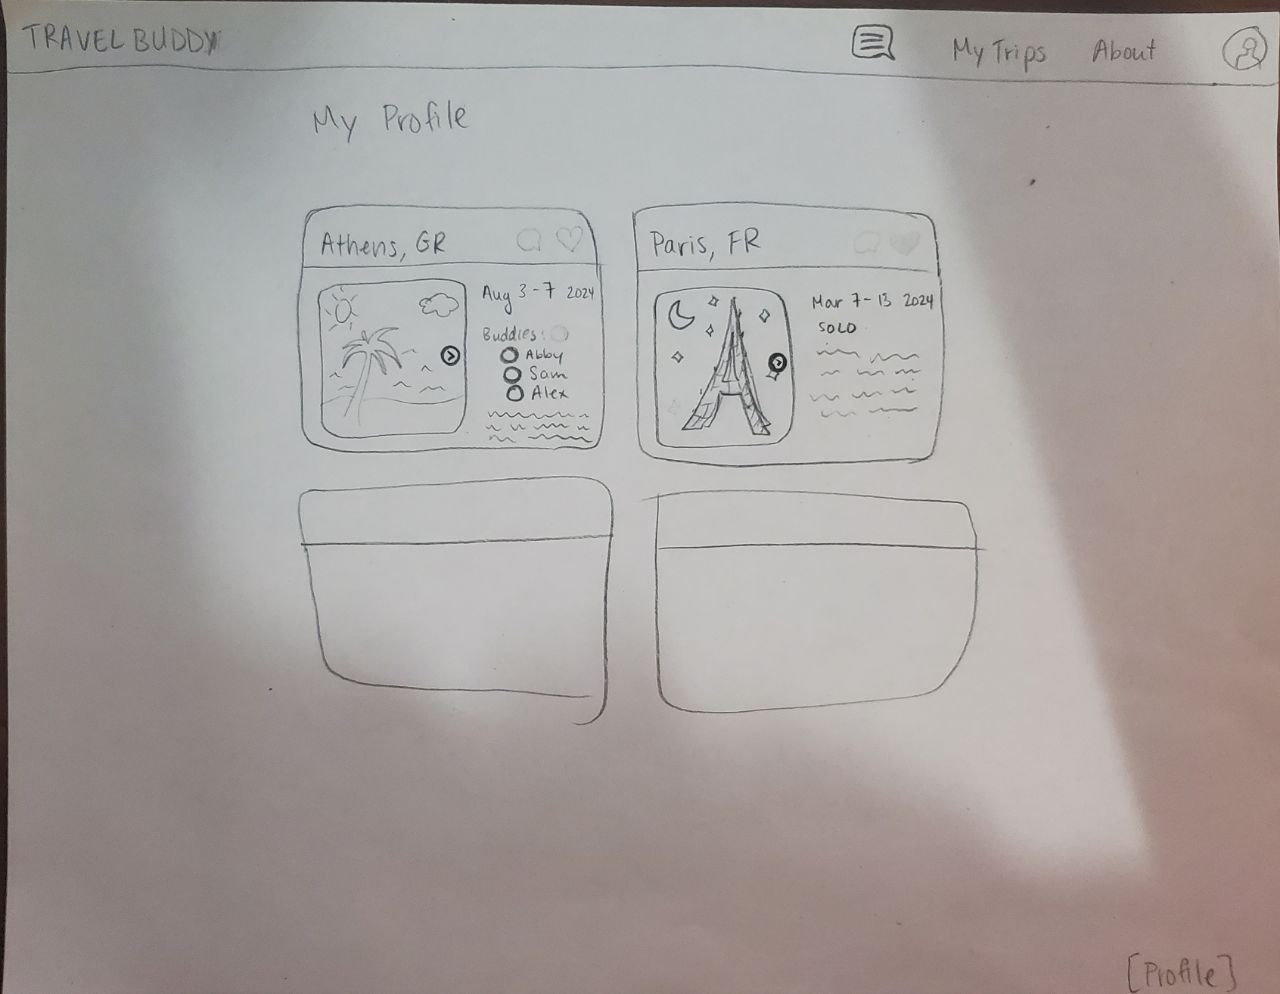 TRAVEL BUDDY
My Trips
About
My Profile
Athens, GR
Aug 3-7 2024
Buddies:
Abby
Sam
Alex
Paris, FR
Mar 7-13 2024
SOLO
[Profile]